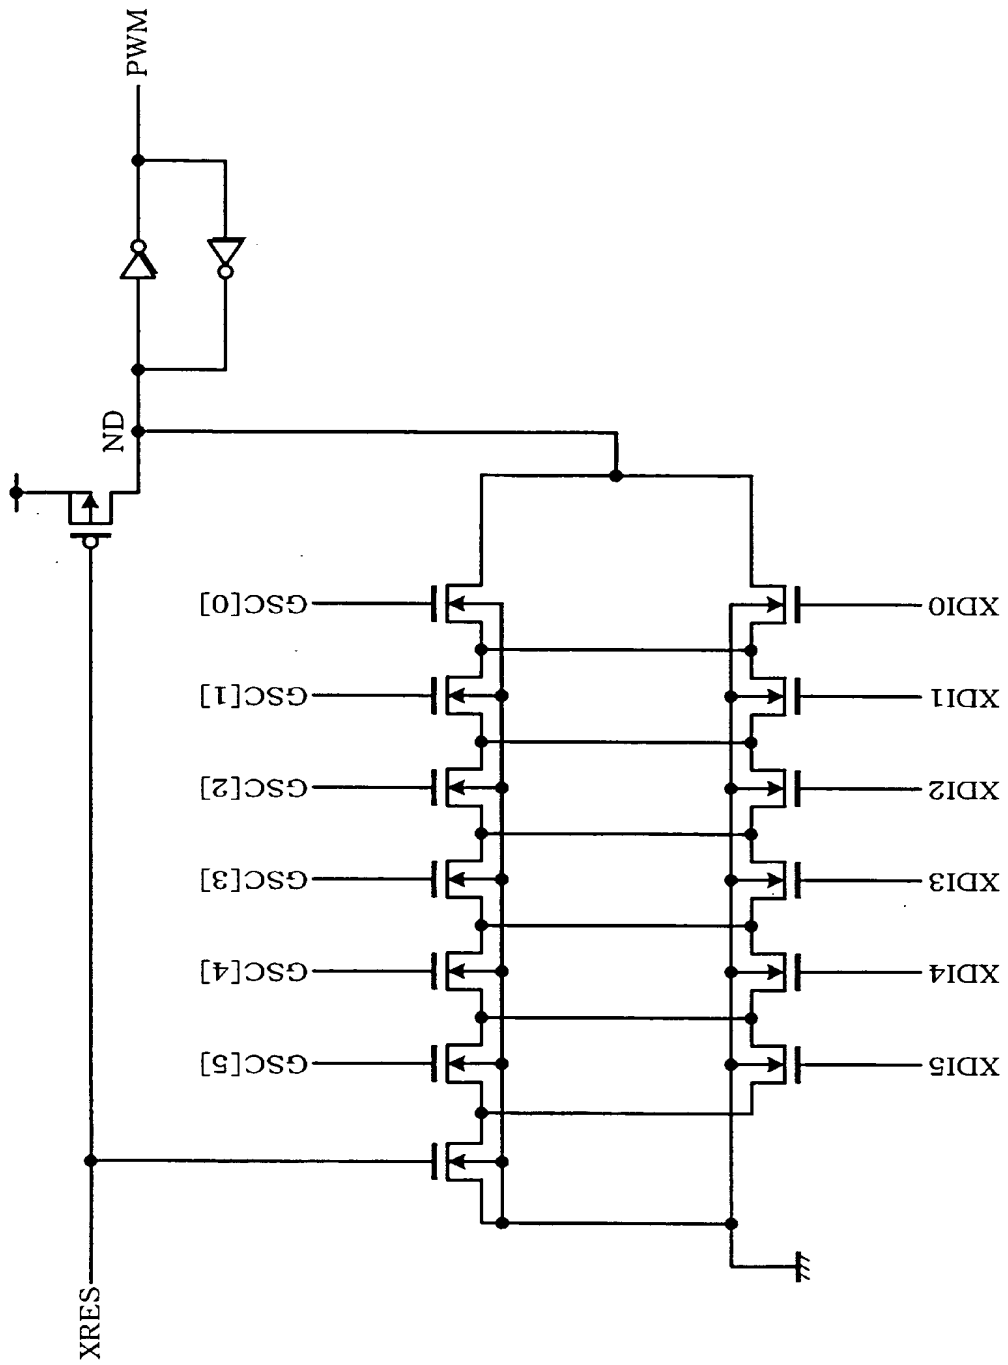 PWM
ND
GSC[0]
GSC[1]
GSC[2]
GSC[3]
GSC[4]
GSC[5]
XDI0
XDI1
XDI2
XDI3
XDI4
XDI5
XRES